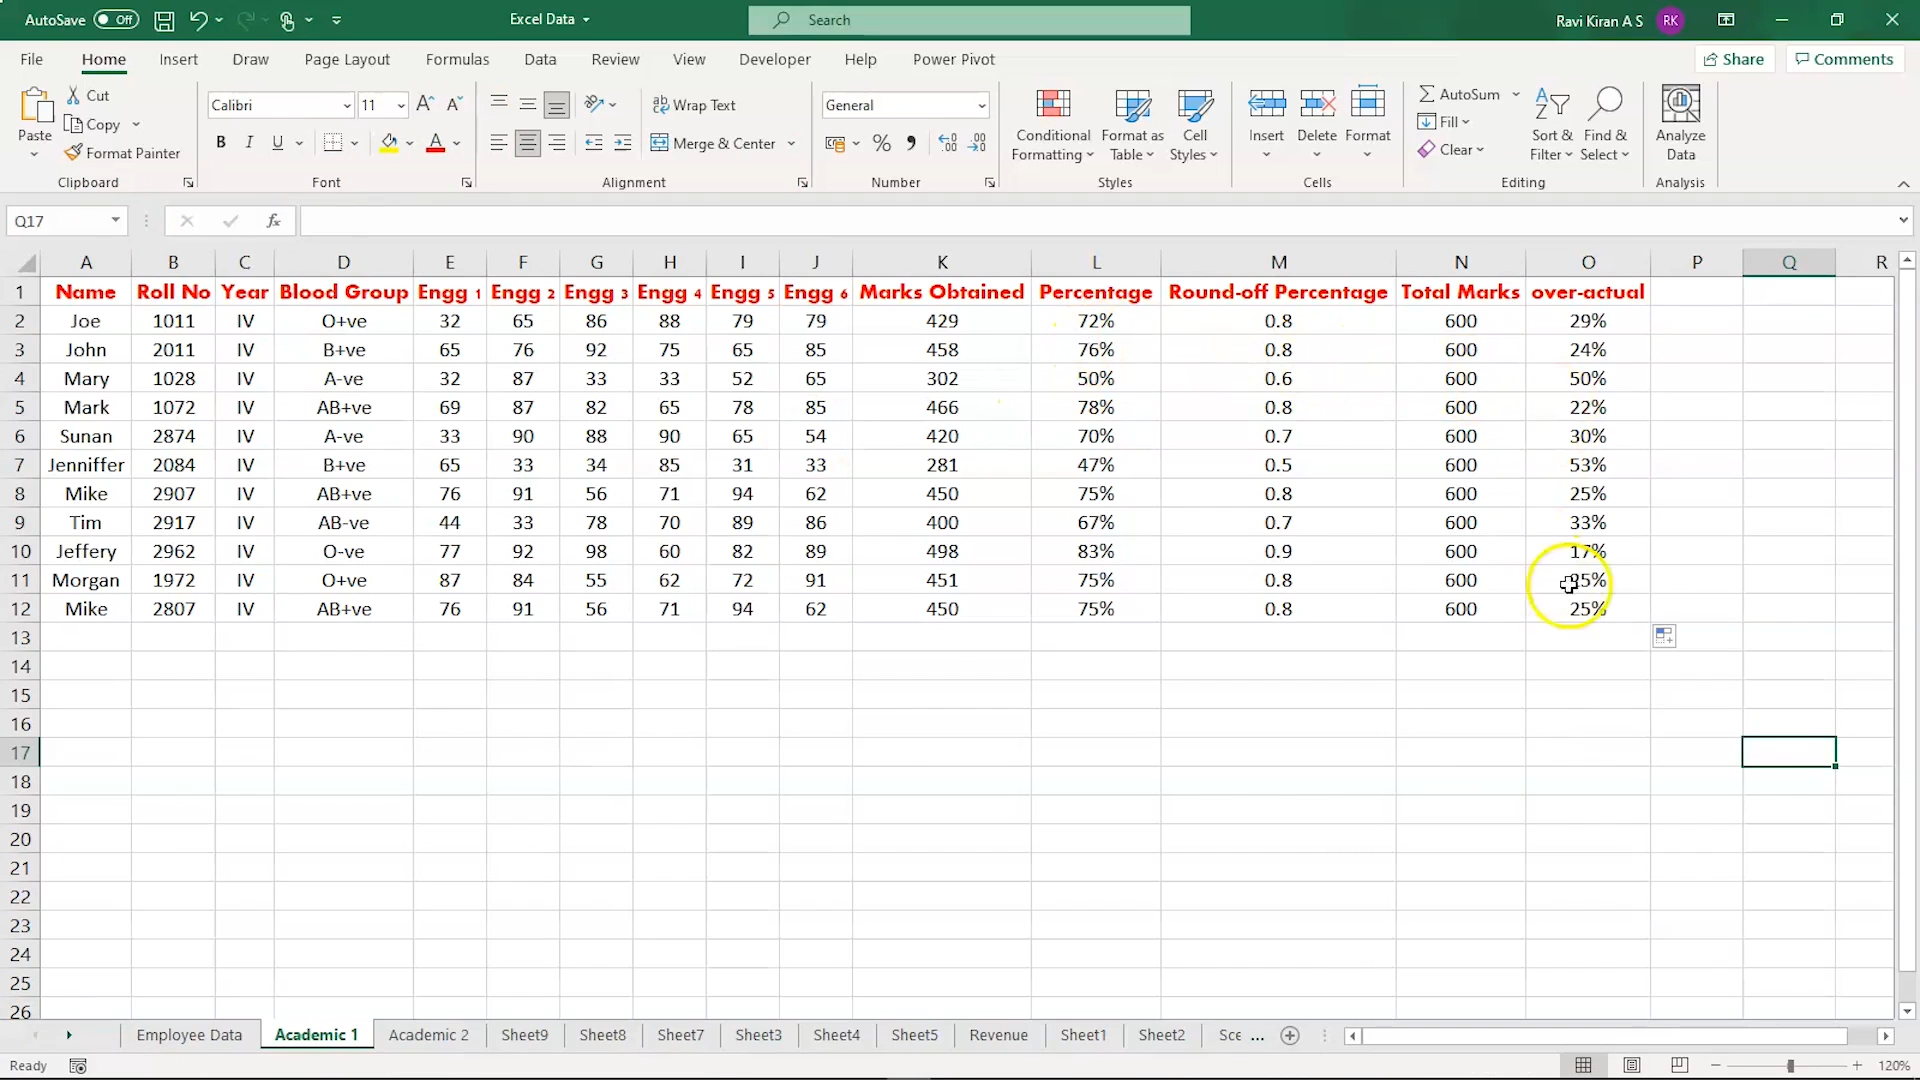 AutoSave Off Excel Data Search Ravi Kiran A S RK
File Home Insert Draw Page Layout Formulas Data Review View Developer Help Power Pivot Share Comments
Paste Cut Copy Format Painter Clipboard
Calibri 11 B I U A Font
Wrap Text Merge & Center Alignment
General % Number
Conditional Formatting Format as Table Cell Styles Styles
Insert Delete Format Cells
AutoSum Fill Clear Sort & Filter Find & Select Editing
Analyze Data Analysis
Q17 fx
A B C D E F G H I J K L M N O P Q R
1 Name Roll No Year Blood Group Engg 1 Engg 2 Engg 3 Engg 4 Engg 5 Engg 6 Marks Obtained Percentage Round-off Percentage Total Marks over-actual
2 Joe 1011 IV O+ve 32 65 86 88 79 79 429 72% 0.8 600 29%
3 John 2011 IV B+ve 65 76 92 75 65 85 458 76% 0.8 600 24%
4 Mary 1028 IV A-ve 32 87 33 33 52 65 302 50% 0.6 600 50%
5 Mark 1072 IV AB+ve 69 87 82 65 78 85 466 78% 0.8 600 22%
6 Sunan 2874 IV A-ve 33 90 88 90 65 54 420 70% 0.7 600 30%
7 Jenniffer 2084 IV B+ve 65 33 34 85 31 33 281 47% 0.5 600 53%
8 Mike 2907 IV AB+ve 76 91 56 71 94 62 450 75% 0.8 600 25%
9 Tim 2917 IV AB-ve 44 33 78 70 89 86 400 67% 0.7 600 33%
10 Jeffery 2962 IV O-ve 77 92 98 60 82 89 498 83% 0.9 600 17%
11 Morgan 1972 IV O+ve 87 84 55 62 72 91 451 75% 0.8 600 25%
12 Mike 2807 IV AB+ve 76 91 56 71 94 62 450 75% 0.8 600 25%
13
14
15
16
17
18
19
20
21
22
23
24
25
26
Employee Data Academic 1 Academic 2 Sheet9 Sheet8 Sheet7 Sheet3 Sheet4 Sheet5 Revenue Sheet1 Sheet2 Sce ...
Ready 120%